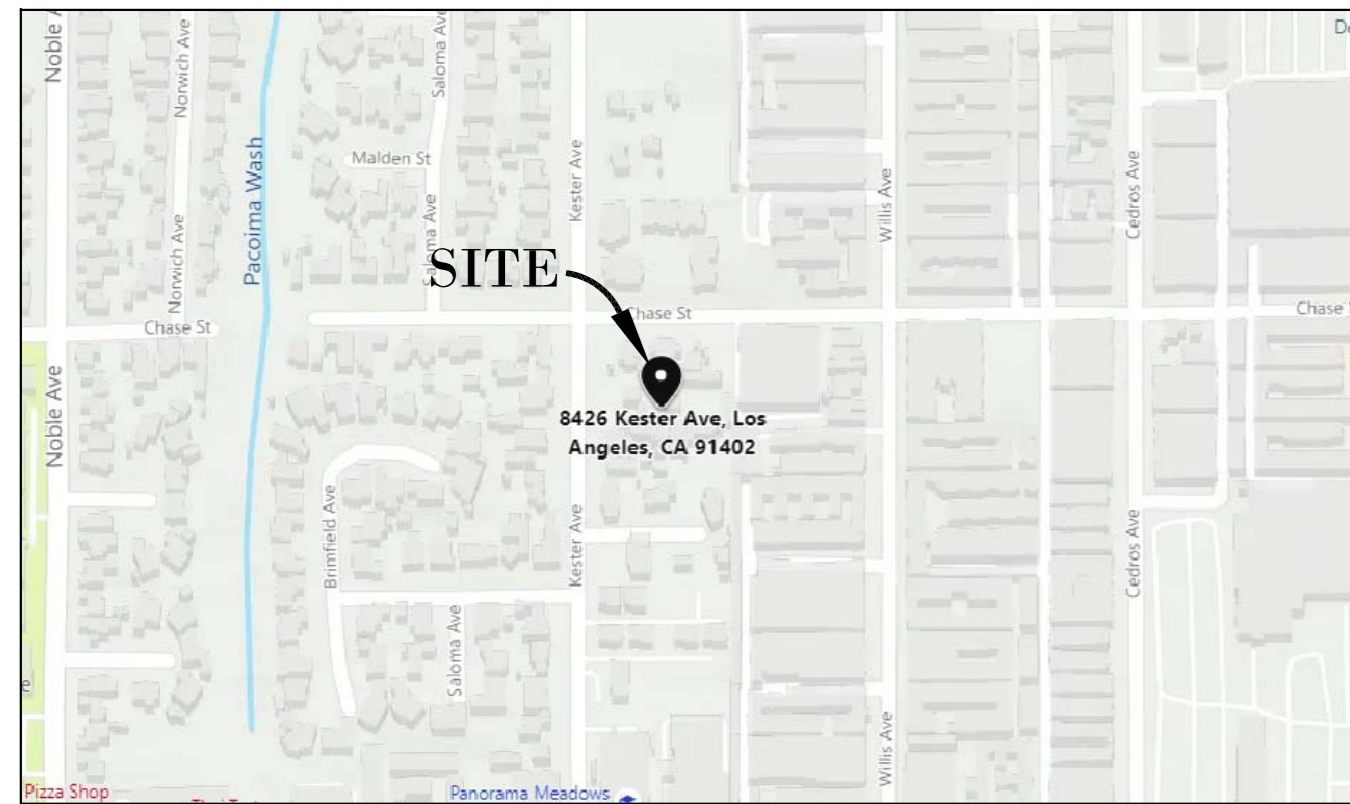 Noble A
Norwich Ave
Saloma Ave
De
Pacoima Wash
Malden St
Kester Ave
Willis Ave
Cedros Ave
Norwich Ave
Saloma Ave
SITE
Chase St
Chase St
Chase
8426 Kester Ave, Los
Angeles, CA 91402
Noble Ave
Brimfield Ave
Kester Ave
Cedros Ave
Saloma Ave
Willis Ave
Pizza Shop
Panorama Meadows